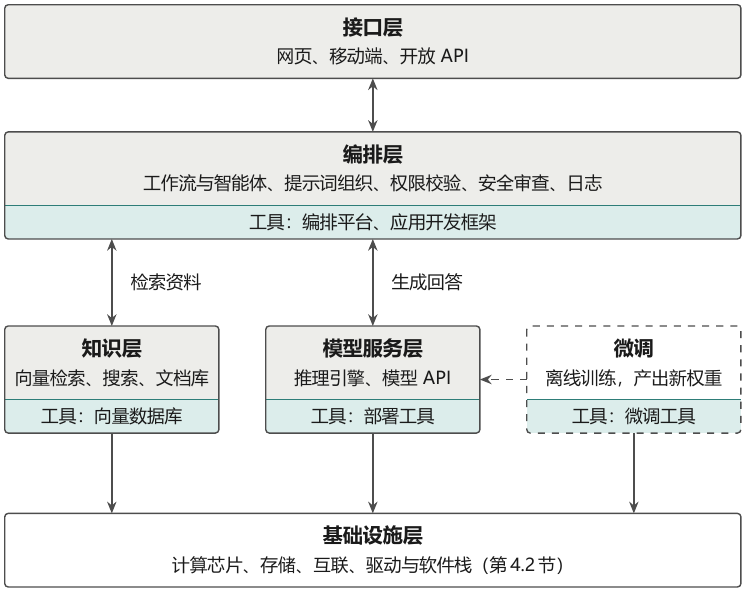 接口层
网页、移动端、开放 API
编排层
工作流与智能体、提示词组织、权限校验、安全审查、日志
工具：编排平台、应用开发框架
检索资料
生成回答
知识层
向量检索、搜索、文档库
工具：向量数据库
模型服务层
推理引擎、模型 API
工具：部署工具
微调
离线训练，产出新权重
工具：微调工具
基础设施层
计算芯片、存储、互联、驱动与软件栈（第 4.2 节）